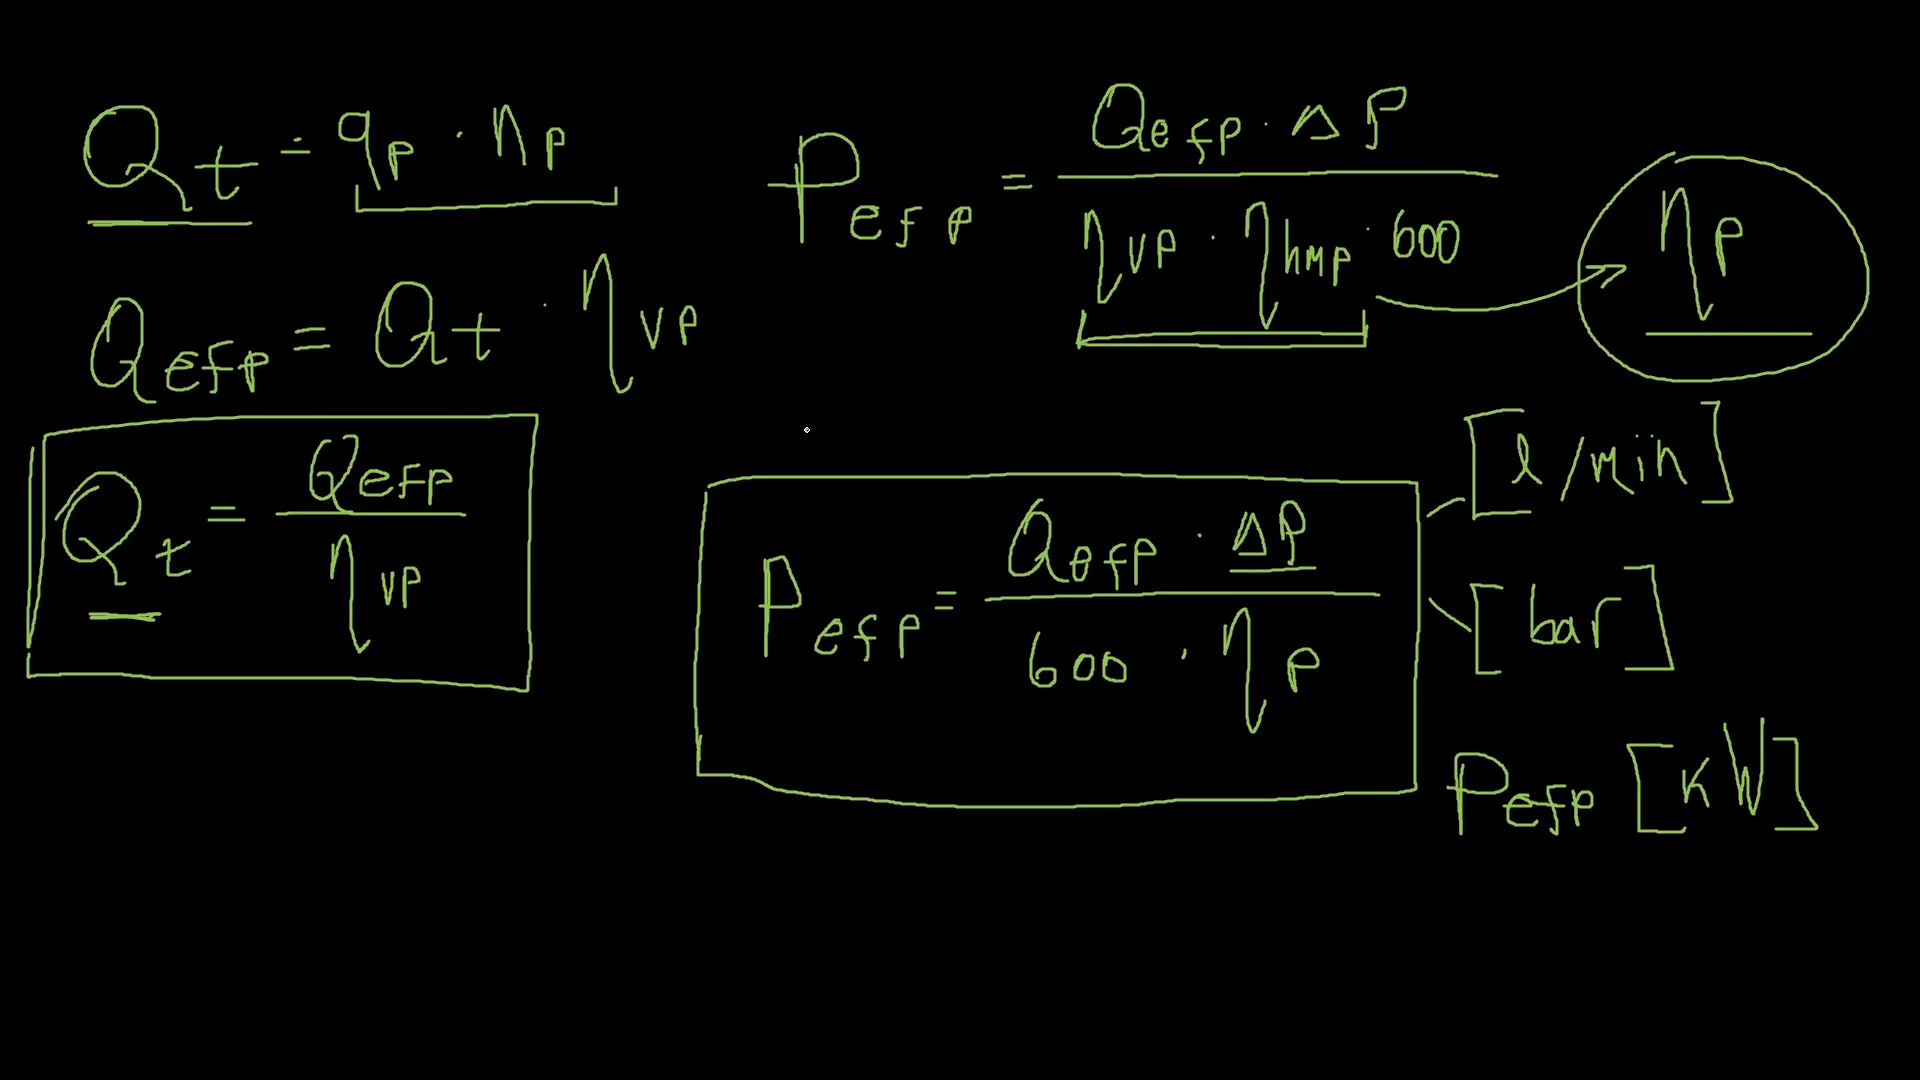 Qt = qp · np
Qefp = Qt · ηvp
Qt = Qefp / ηvp
Pefp = Qefp · ΔP / ηvp · ηhmp · 600
ηp
Pefp = Qefp · ΔP / 600 · ηp
[l/min]
[bar]
Pefp [KW]